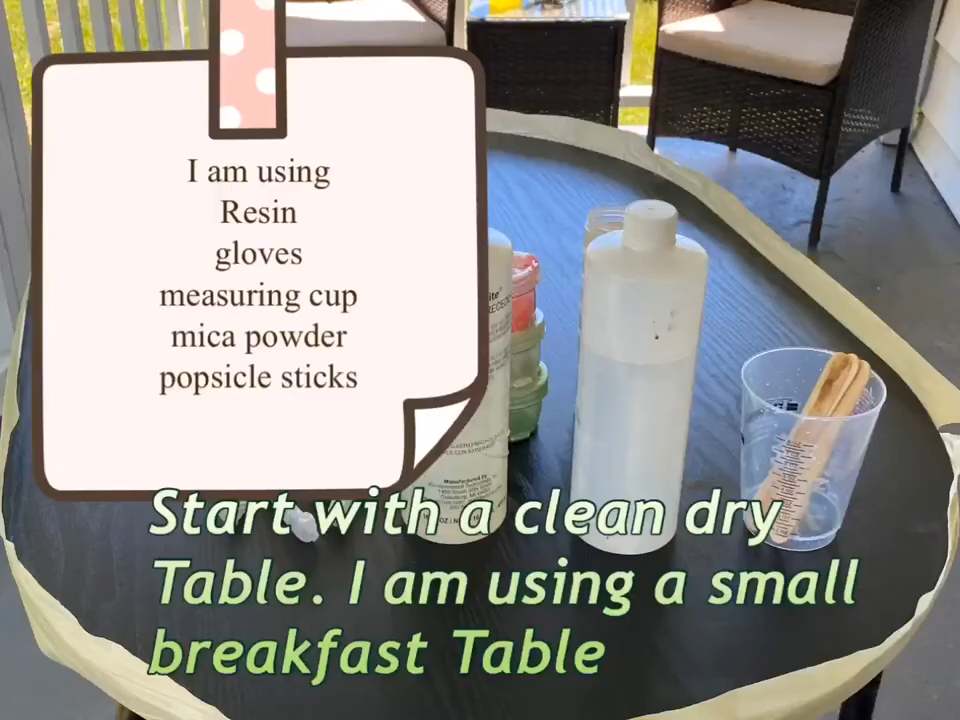 I am using
Resin
gloves
measuring cup
mica powder
popsicle sticks
Start with a clean dry
Table. I am using a small
breakfast Table